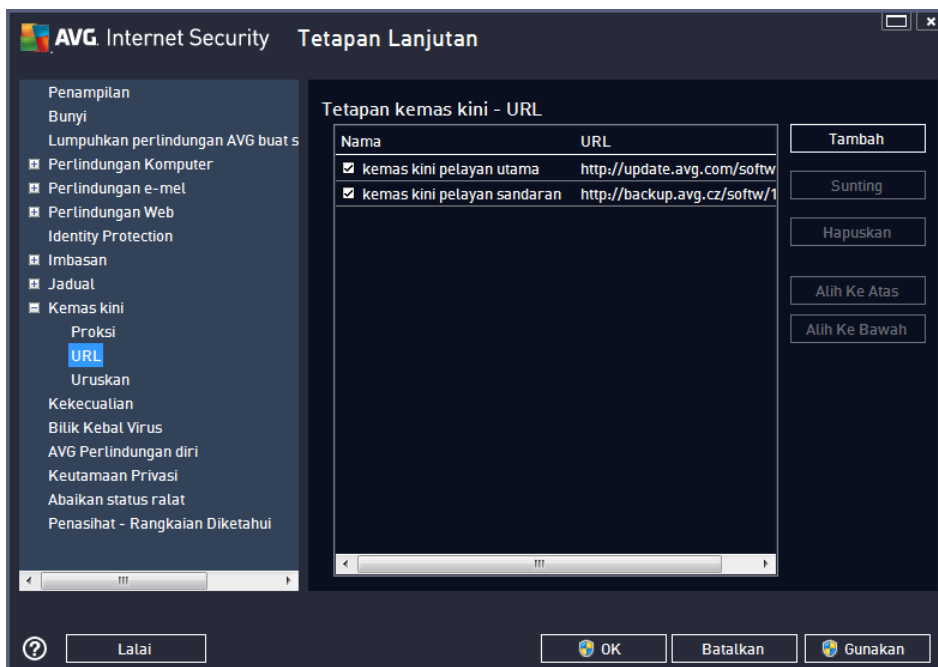 AVG. Internet Security Tetapan Lanjutan
Penampilan
Bunyi
Lumpuhkan perlindungan AVG buat s
Perlindungan Komputer
Perlindungan e-mel
Perlindungan Web
Identity Protection
Imbasan
Jadual
Kemas kini
Proksi
URL
Uruskan
Kekecualian
Bilik Kebal Virus
AVG Perlindungan diri
Keutamaan Privasi
Abaikan status ralat
Penasihat - Rangkaian Diketahui
Tetapan kemas kini - URL
Nama URL
kemas kini pelayan utama http://update.avg.com/softw
kemas kini pelayan sandaran http://backup.avg.cz/softw/1
Tambah
Sunting
Hapuskan
Alih Ke Atas
Alih Ke Bawah
Lalai
OK
Batalkan
Gunakan